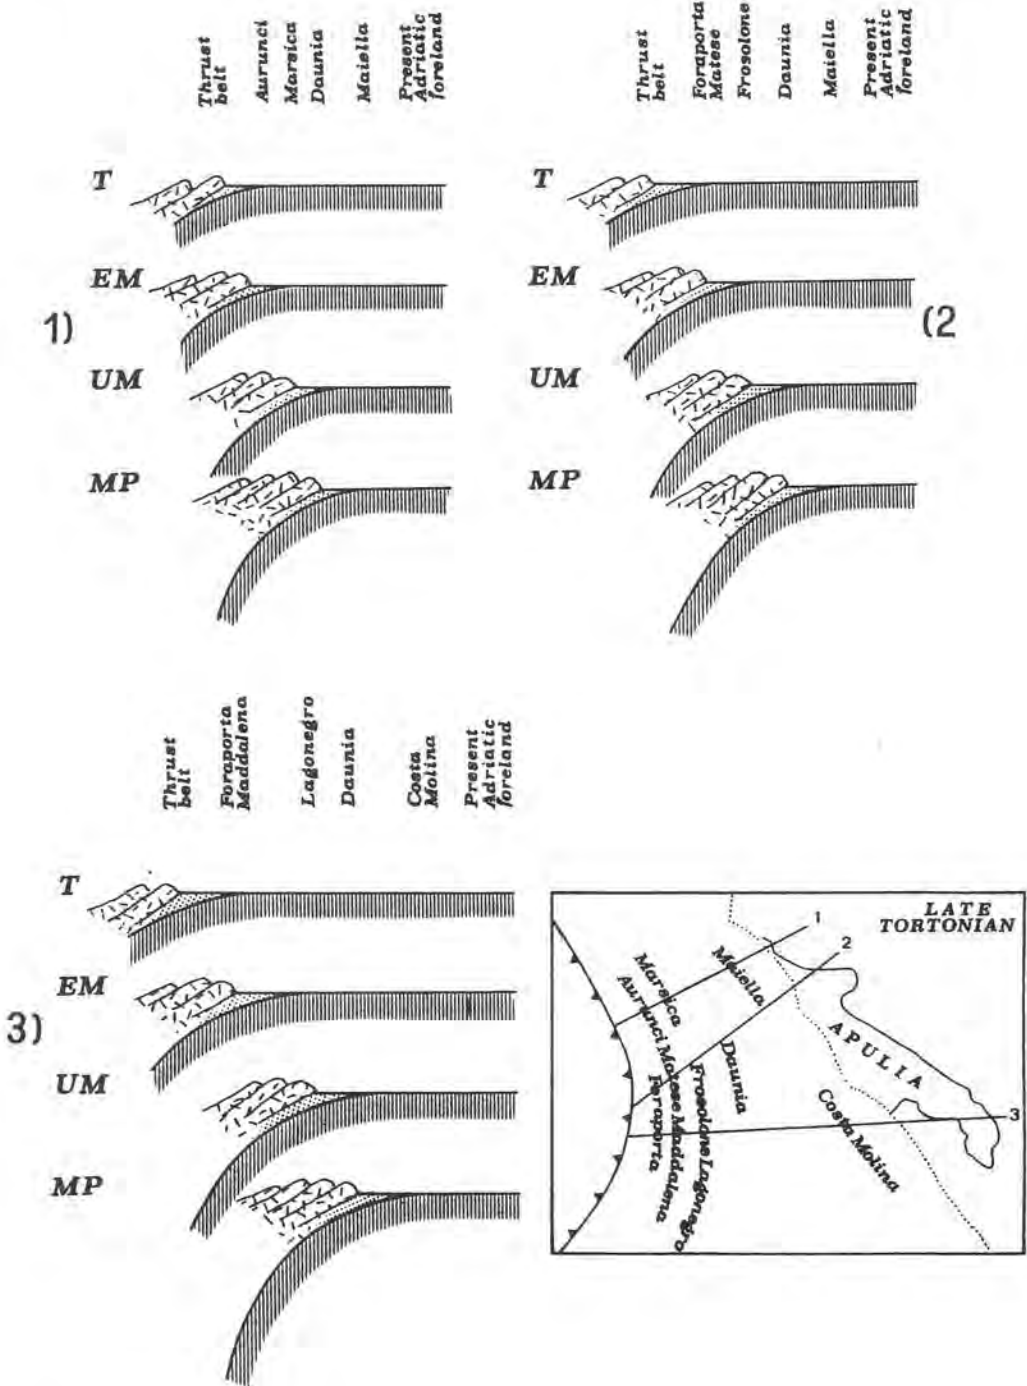 Thrust
belt
Aurunci
Marsica
Daunia
Maiella
Present
Adriatic
foreland
Thrust
belt
Foraporta
Matese
Frosolone
Daunia
Maiella
Present
Adriatic
foreland
T
EM
1)
UM
MP
T
EM
(2
UM
MP
Thrust
belt
Foraporta
Maddalena
Lagonegro
Daunia
Costa
Molina
Present
Adriatic
foreland
T
EM
3)
UM
MP
LATE
TORTONIAN
1
2
3
Marsica
Aurunci
Maiella
Matese
Maddalena
Foraporta
Frosolone
Lagonegro
Daunia
APULIA
Costa Molina